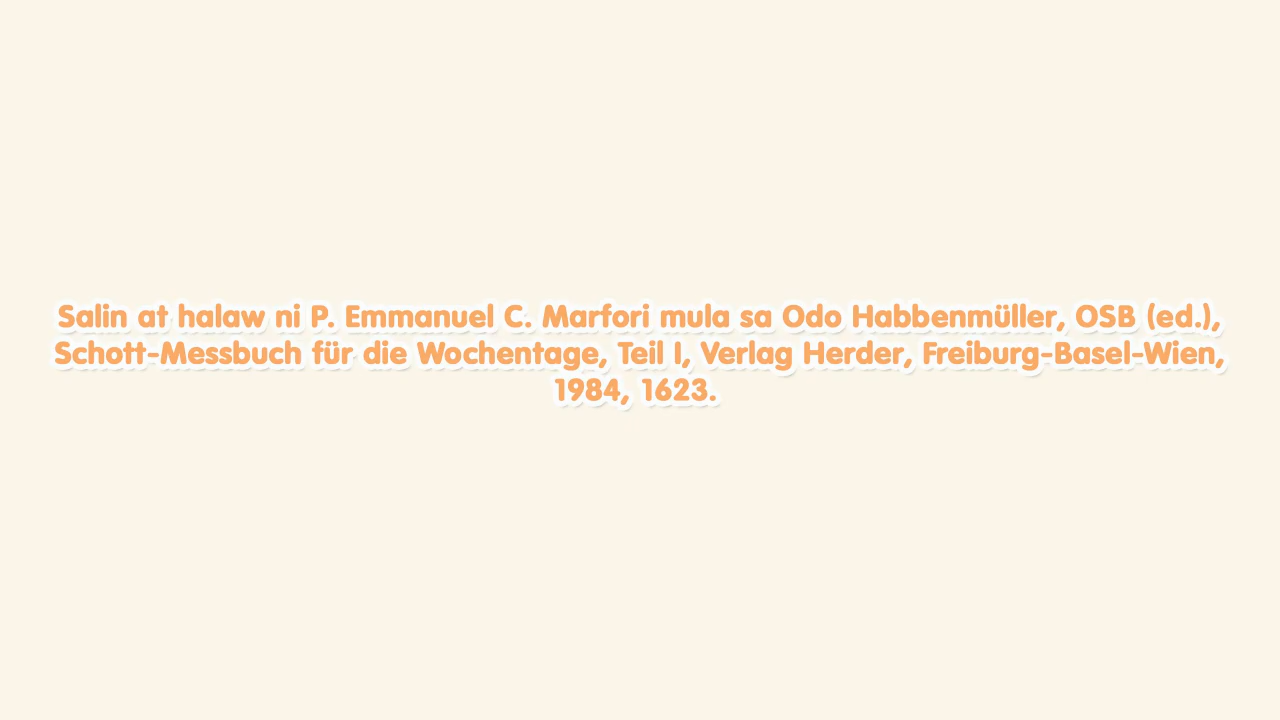 Salin at halaw ni P. Emmanuel C. Marfori mula sa Odo Habbenmüller, OSB (ed.),
Schott-Messbuch für die Wochentage, Teil I, Verlag Herder, Freiburg-Basel-Wien,
1984, 1623.